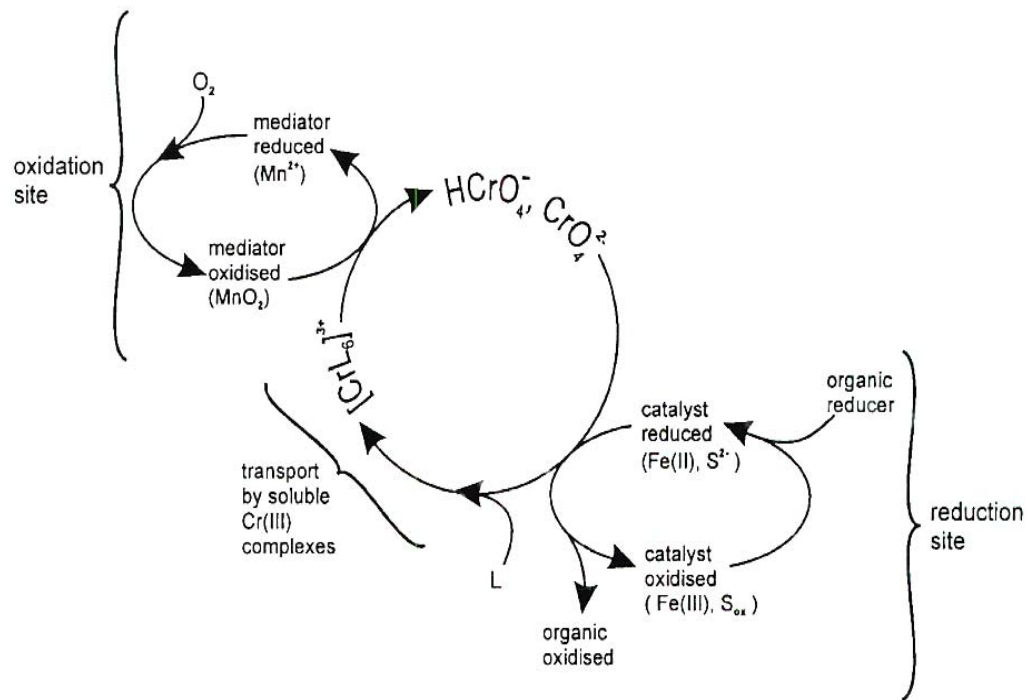 O₂
mediator
reduced
(Mn²⁺)
oxidation
site
mediator
oxidised
(MnO₂)
HCrO₄⁻, CrO₄²⁻
[CrL₆]³⁺
transport
by soluble
Cr(III)
complexes
L
catalyst
reduced
(Fe(II), S²⁻)
organic
reducer
reduction
site
catalyst
oxidised
( Fe(III), Sₒₓ )
organic
oxidised